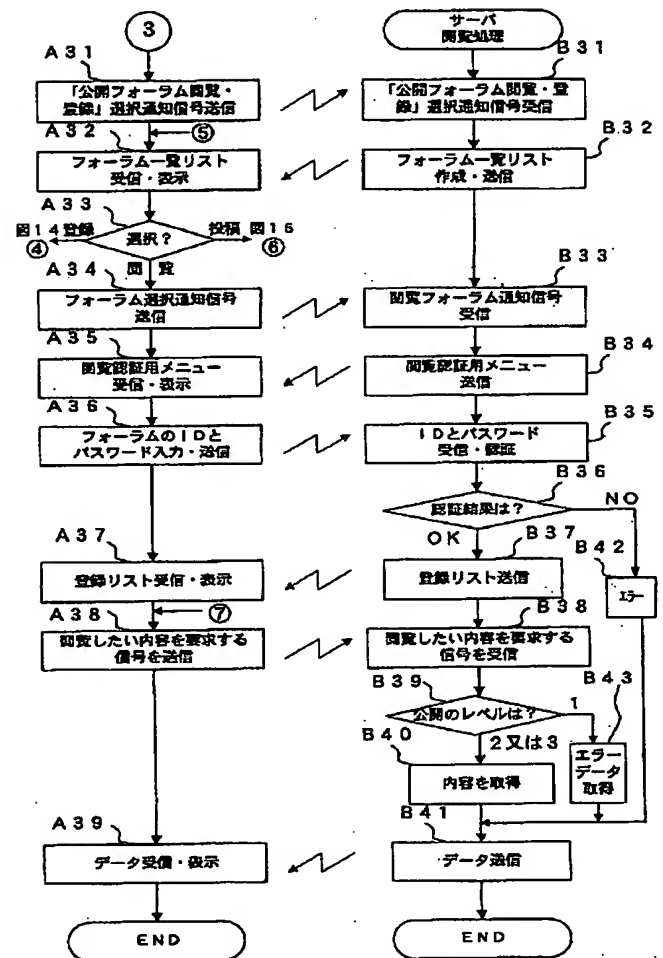 ③
A31
「公開フォーラム閲覧・
登録」選択通知信号送信
A32
⑤
フォーラム一覧リスト
受信・表示
A33
図14登録
④
選択？
投稿 図15
⑥
閲覧
A34
フォーラム選択通知信号
送信
A35
閲覧認証用メニュー
受信・表示
A36
フォーラムのIDと
パスワード入力・送信
A37
登録リスト受信・表示
A38
⑦
閲覧したい内容を要求する
信号を送信
A39
データ受信・表示
END
サーバ
閲覧処理
B31
「公開フォーラム閲覧・登
録」選択通知信号受信
B.32
フォーラム一覧リスト
作成・送信
B33
閲覧フォーラム通知信号
受信
B34
閲覧認証用メニュー
送信
B35
IDとパスワード
受信・認証
B36
認証結果は？
NO
OK
B37
B42
エラー
登録リスト送信
B38
閲覧したい内容を要求する
信号を受信
B39
B43
公開のレベルは？
1
B40
2又は3
エラー
データ
取得
内容を取得
B41
データ送信
END